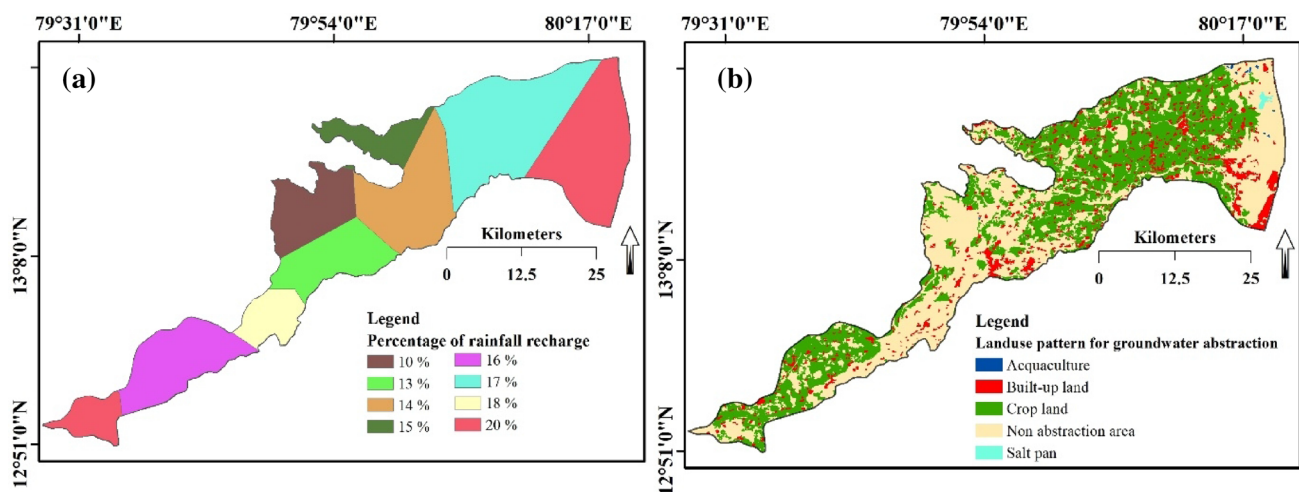 79°31'0"E 79°54'0"E 80°17'0"E
(a)
13°8'0"N
12°51'0"N
Kilometers
0 12.5 25
Legend
Percentage of rainfall recharge
10 % 16 %
13 % 17 %
14 % 18 %
15 % 20 %
79°31'0"E 79°54'0"E 80°17'0"E
(b)
13°8'0"N
12°51'0"N
Kilometers
0 12.5 25
Legend
Landuse pattern for groundwater abstraction
Acquaculture
Built-up land
Crop land
Non abstraction area
Salt pan